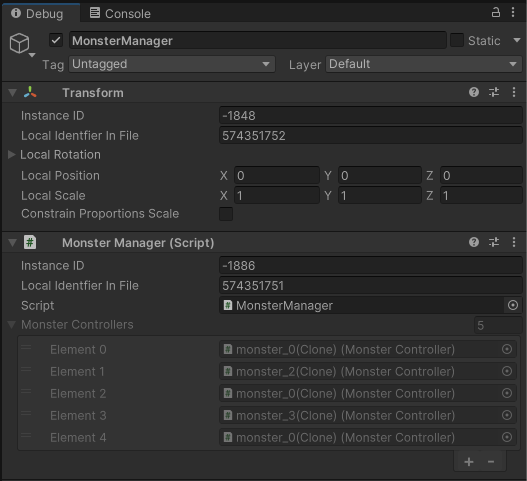 Debug Console
MonsterManager Static
Tag Untagged Layer Default
Transform
Instance ID -1848
Local Identfier In File 574351752
Local Rotation
Local Position X 0 Y 0 Z 0
Local Scale X 1 Y 1 Z 1
Constrain Proportions Scale
# Monster Manager (Script)
Instance ID -1886
Local Identfier In File 574351751
Script # MonsterManager
Monster Controllers 5
Element 0 # monster_0(Clone) (Monster Controller)
Element 1 # monster_2(Clone) (Monster Controller)
Element 2 # monster_0(Clone) (Monster Controller)
Element 3 # monster_3(Clone) (Monster Controller)
Element 4 # monster_0(Clone) (Monster Controller)
+ -